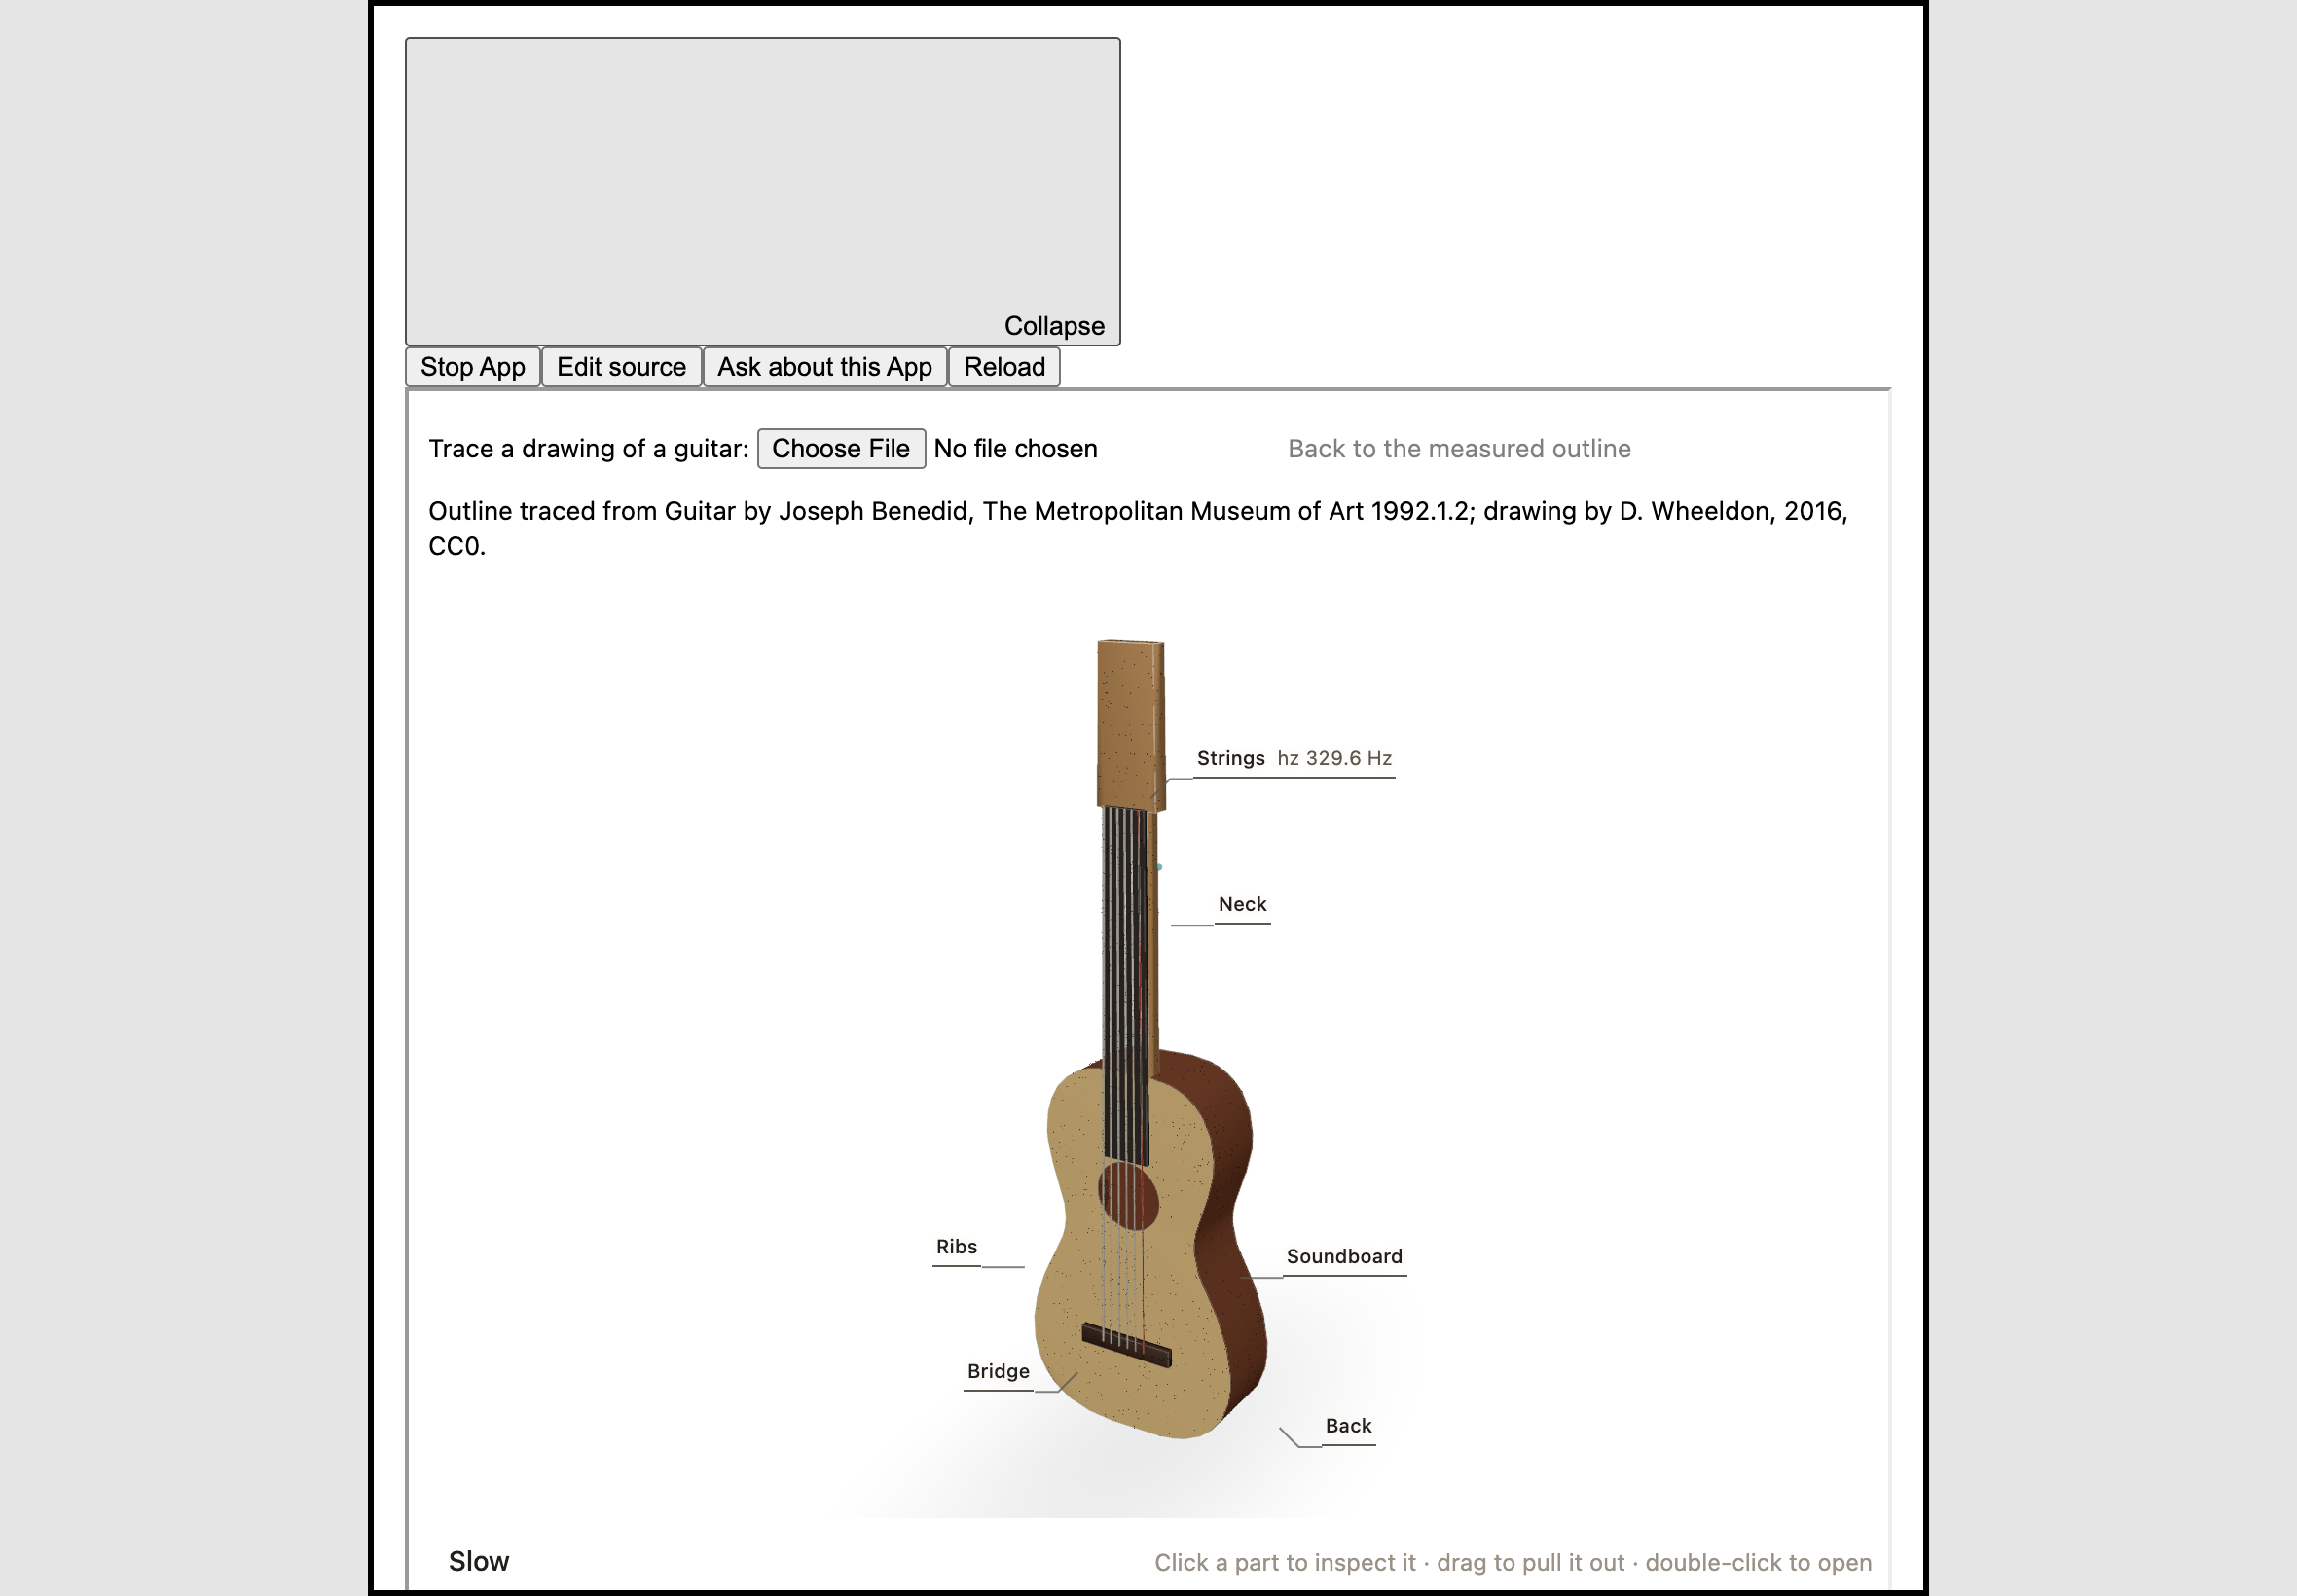 Collapse
Stop App Edit source Ask about this App Reload
Trace a drawing of a guitar: Choose File No file chosen Back to the measured outline
Outline traced from Guitar by Joseph Benedid, The Metropolitan Museum of Art 1992.1.2; drawing by D. Wheeldon, 2016,
CC0.
Strings hz 329.6 Hz
Neck
Ribs
Soundboard
Bridge
Back
Slow
Click a part to inspect it · drag to pull it out · double-click to open